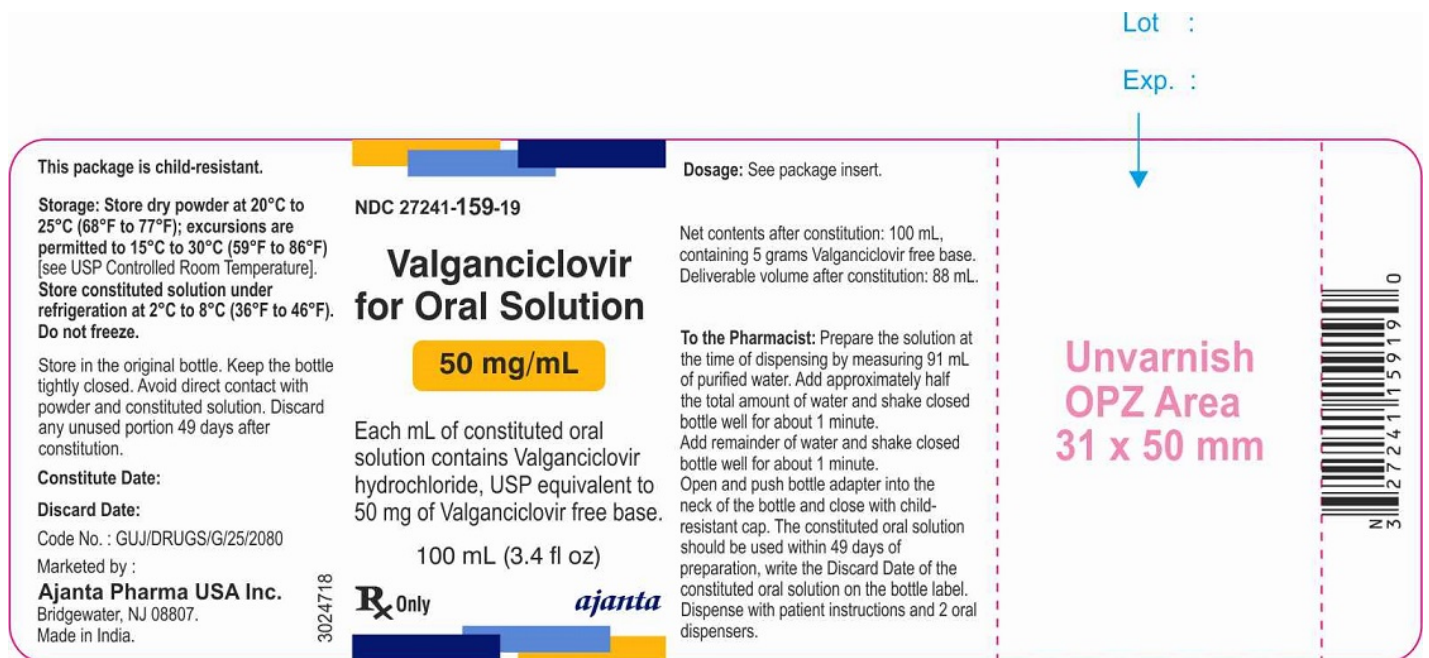 Lot :
Exp. :
This package is child-resistant.
Storage: Store dry powder at 20°C to
25°C (68°F to 77°F); excursions are
permitted to 15°C to 30°C (59°F to 86°F)
[see USP Controlled Room Temperature].
Store constituted solution under
refrigeration at 2°C to 8°C (36°F to 46°F).
Do not freeze.
Store in the original bottle. Keep the bottle
tightly closed. Avoid direct contact with
powder and constituted solution. Discard
any unused portion 49 days after
constitution.
Constitute Date:
Discard Date:
Code No. : GUJ/DRUGS/G/25/2080
Marketed by :
Ajanta Pharma USA Inc.
Bridgewater, NJ 08807.
Made in India.
3024718
NDC 27241-159-19
Valganciclovir
for Oral Solution
50 mg/mL
Each mL of constituted oral
solution contains Valganciclovir
hydrochloride, USP equivalent to
50 mg of Valganciclovir free base.
100 mL (3.4 fl oz)
Rx Only
ajanta
Dosage: See package insert.
Net contents after constitution: 100 mL,
containing 5 grams Valganciclovir free base.
Deliverable volume after constitution: 88 mL.
To the Pharmacist: Prepare the solution at
the time of dispensing by measuring 91 mL
of purified water. Add approximately half
the total amount of water and shake closed
bottle well for about 1 minute.
Add remainder of water and shake closed
bottle well for about 1 minute.
Open and push bottle adapter into the
neck of the bottle and close with child-
resistant cap. The constituted oral solution
should be used within 49 days of
preparation, write the Discard Date of the
constituted oral solution on the bottle label.
Dispense with patient instructions and 2 oral
dispensers.
Unvarnish
OPZ Area
31 x 50 mm
N
3 27241 15919 0